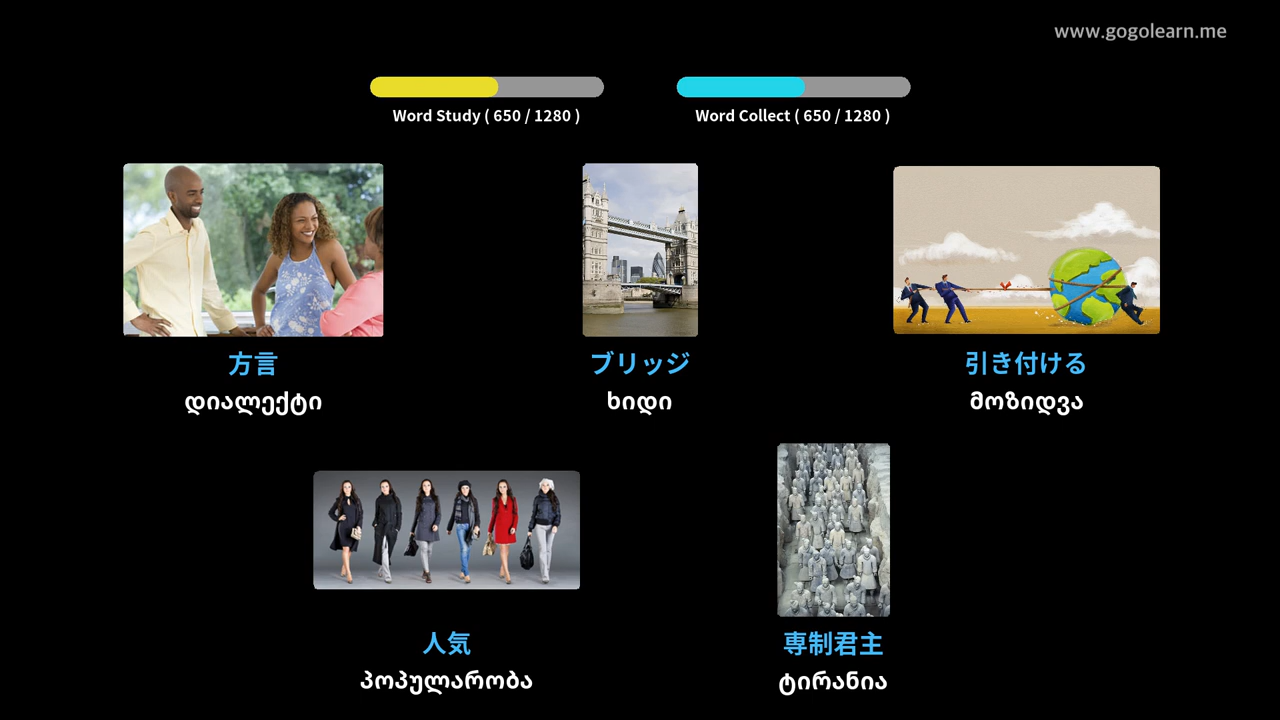 www.gogolearn.me
Word Study ( 650 / 1280 )
Word Collect ( 650 / 1280 )
方言
დიალექტი
ブリッジ
ხიდი
引き付ける
მოზიდვა
人気
პოპულარობა
専制君主
ტირანია